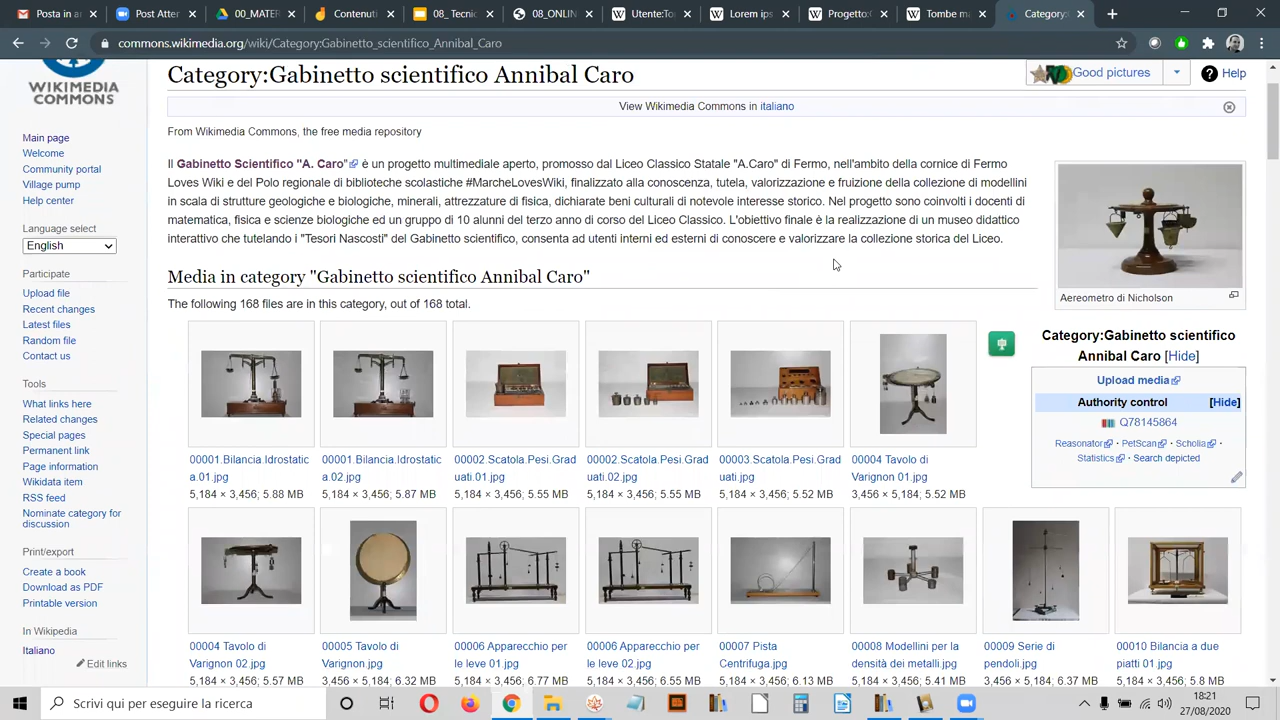 Posta in a
Post Atter
00_MATER
Contenuti
08_Tecnic
08_ONLIN
Utente:To
Lorem ips
Progetto:C
Tombe ma
Category:
commons.wikimedia.org/wiki/Category:Gabinetto_scientifico_Annibal_Caro
WIKIMEDIA
COMMONS
Main page
Welcome
Community portal
Village pump
Help center
Language select
English
Participate
Upload file
Recent changes
Latest files
Random file
Contact us
Tools
What links here
Related changes
Special pages
Permanent link
Page information
Wikidata item
RSS feed
Nominate category for
discussion
Print/export
Create a book
Download as PDF
Printable version
In Wikipedia
Italiano
Edit links
Category:Gabinetto scientifico Annibal Caro
Good pictures
Help
View Wikimedia Commons in italiano
From Wikimedia Commons, the free media repository
Il Gabinetto Scientifico "A. Caro" è un progetto multimediale aperto, promosso dal Liceo Classico Statale "A.Caro" di Fermo, nell'ambito della cornice di Fermo
Loves Wiki e del Polo regionale di biblioteche scolastiche #MarcheLovesWiki, finalizzato alla conoscenza, tutela, valorizzazione e fruizione della collezione di modellini
in scala di strutture geologiche e biologiche, minerali, attrezzature di fisica, dichiarate beni culturali di notevole interesse storico. Nel progetto sono coinvolti i docenti di
matematica, fisica e scienze biologiche ed un gruppo di 10 alunni del terzo anno di corso del Liceo Classico. L'obiettivo finale è la realizzazione di un museo didattico
interattivo che tutelando i "Tesori Nascosti" del Gabinetto scientifico, consenta ad utenti interni ed esterni di conoscere e valorizzare la collezione storica del Liceo.
Aereometro di Nicholson
Media in category "Gabinetto scientifico Annibal Caro"
The following 168 files are in this category, out of 168 total.
Category:Gabinetto scientifico
Annibal Caro [Hide]
Upload media
Authority control [Hide]
Q78145864
Reasonator · PetScan · Scholia ·
Statistics · Search depicted
00001.Bilancia.Idrostatic
a.01.jpg
5,184 × 3,456; 5.88 MB
00001.Bilancia.Idrostatic
a.02.jpg
5,184 × 3,456; 5.87 MB
00002.Scatola.Pesi.Grad
uati.01.jpg
5,184 × 3,456; 5.55 MB
00002.Scatola.Pesi.Grad
uati.02.jpg
5,184 × 3,456; 5.55 MB
00003.Scatola.Pesi.Grad
uati.jpg
5,184 × 3,456; 5.52 MB
00004 Tavolo di
Varignon 01.jpg
3,456 × 5,184; 5.52 MB
00004 Tavolo di
Varignon 02.jpg
5,184 × 3,456; 5.57 MB
00005 Tavolo di
Varignon.jpg
3,456 × 5,184; 6.32 MB
00006 Apparecchio per
le leve 01.jpg
5,184 × 3,456; 6.77 MB
00006 Apparecchio per
le leve 02.jpg
5,184 × 3,456; 6.60 MB
00007 Pista
Centrifuga.jpg
5,184 × 3,456; 6.13 MB
00008 Modellini per la
densità dei metalli.jpg
5,184 × 3,456; 5.41 MB
00009 Serie di
pendoli.jpg
3,456 × 5,184; 6.37 MB
00010 Bilancia a due
piatti 01.jpg
5,184 × 3,456; 5.8 MB
Scrivi qui per eseguire la ricerca
18:21
27/08/2020